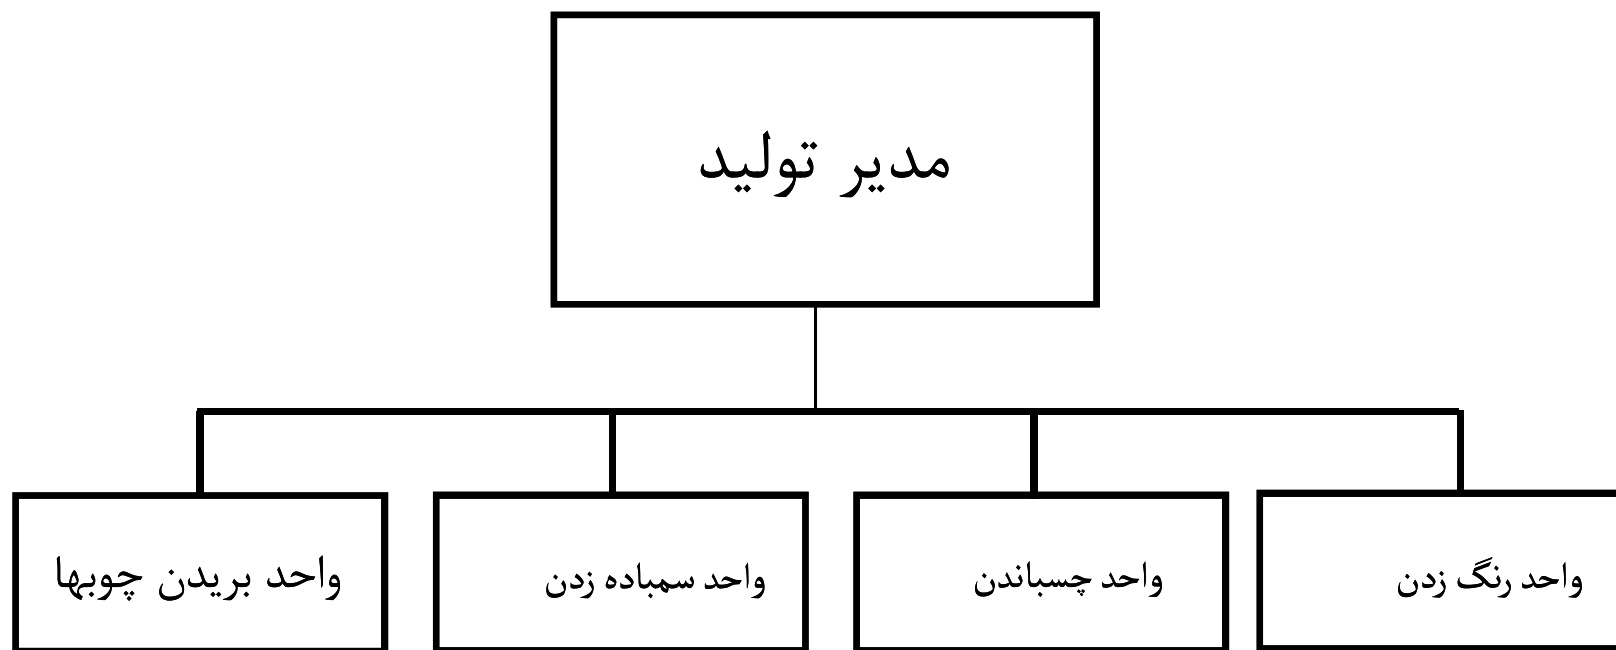 مدیر تولید
واحد رنگ زدن
واحد چسباندن
واحد سمباده زدن
واحد بریدن چوبها